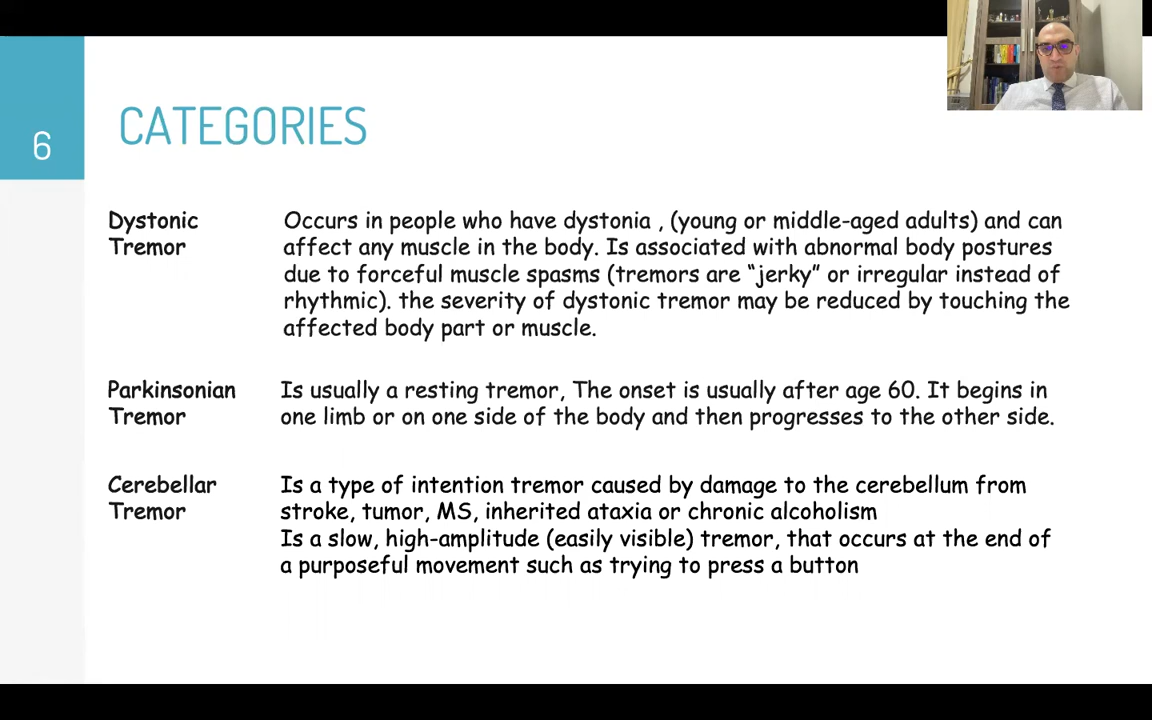 6
CATEGORIES
Dystonic
Tremor
Occurs in people who have dystonia , (young or middle-aged adults) and can
affect any muscle in the body. Is associated with abnormal body postures
due to forceful muscle spasms (tremors are “jerky” or irregular instead of
rhythmic). the severity of dystonic tremor may be reduced by touching the
affected body part or muscle.
Parkinsonian
Tremor
Is usually a resting tremor, The onset is usually after age 60. It begins in
one limb or on one side of the body and then progresses to the other side.
Cerebellar
Tremor
Is a type of intention tremor caused by damage to the cerebellum from
stroke, tumor, MS, inherited ataxia or chronic alcoholism
Is a slow, high-amplitude (easily visible) tremor, that occurs at the end of
a purposeful movement such as trying to press a button